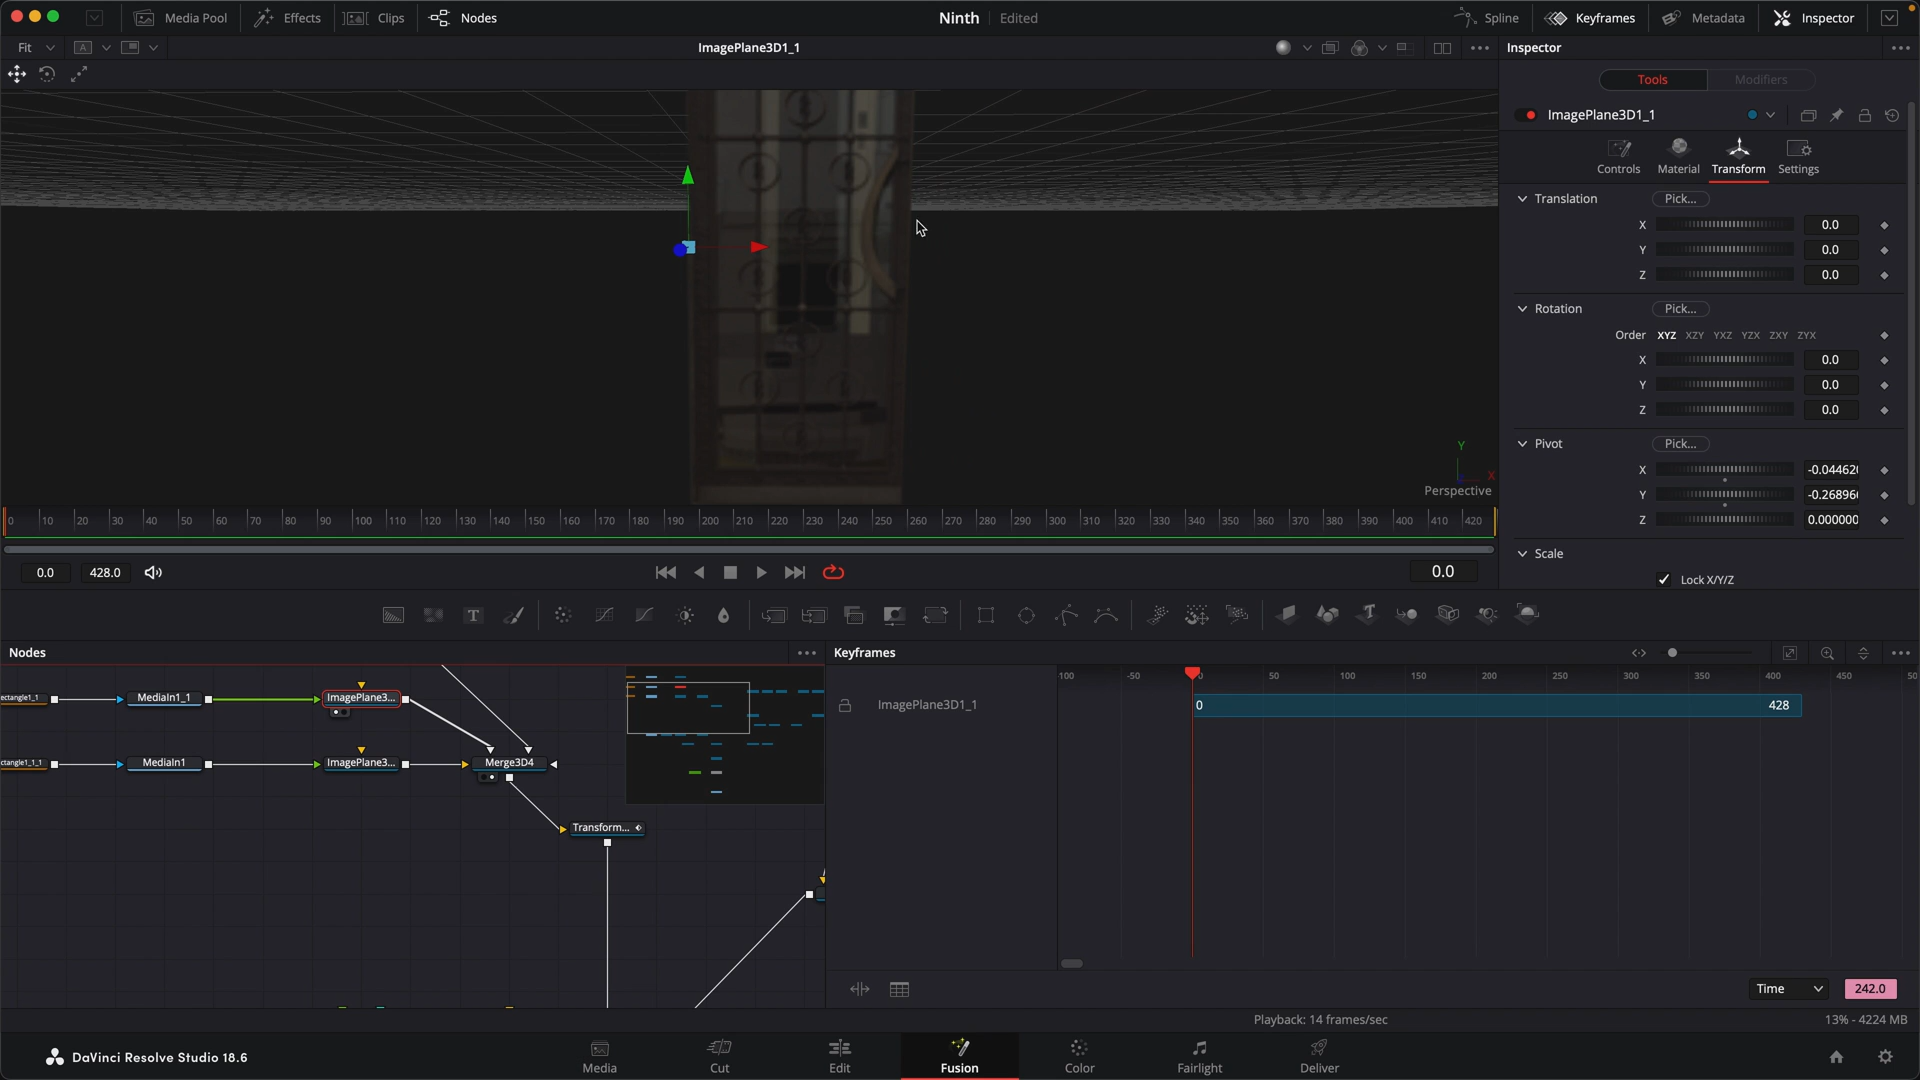 Media Pool Effects Clips Nodes Ninth Edited Spline Keyframes Metadata Inspector
Fit A ImagePlane3D1_1 Inspector
Tools Modifiers
ImagePlane3D1_1
Controls Material Transform Settings
Translation Pick...
X 0.0
Y 0.0
Z 0.0
Rotation Pick...
Order XYZ XZY YXZ YZX ZXY ZYX
X 0.0
Y 0.0
Z 0.0
Pivot Pick...
X -0.04462
Y -0.26896
Z 0.000000
Scale
Lock X/Y/Z
Y
X
Perspective
0 10 20 30 40 50 60 70 80 90 100 110 120 130 140 150 160 170 180 190 200 210 220 230 240 250 260 270 280 290 300 310 320 330 340 350 360 370 380 390 400 410 420
0.0 428.0 0.0
T T
Nodes
ectangle1_1 MediaIn1_1 ImagePlane3...
ctangle1_1_1 MediaIn1 ImagePlane3... Merge3D4
Transform...
Keyframes
-100 -50 0 50 100 150 200 250 300 350 400 450 50
ImagePlane3D1_1 0 428
Time 242.0
Playback: 14 frames/sec 13% - 4224 MB
DaVinci Resolve Studio 18.6
Media Cut Edit Fusion Color Fairlight Deliver